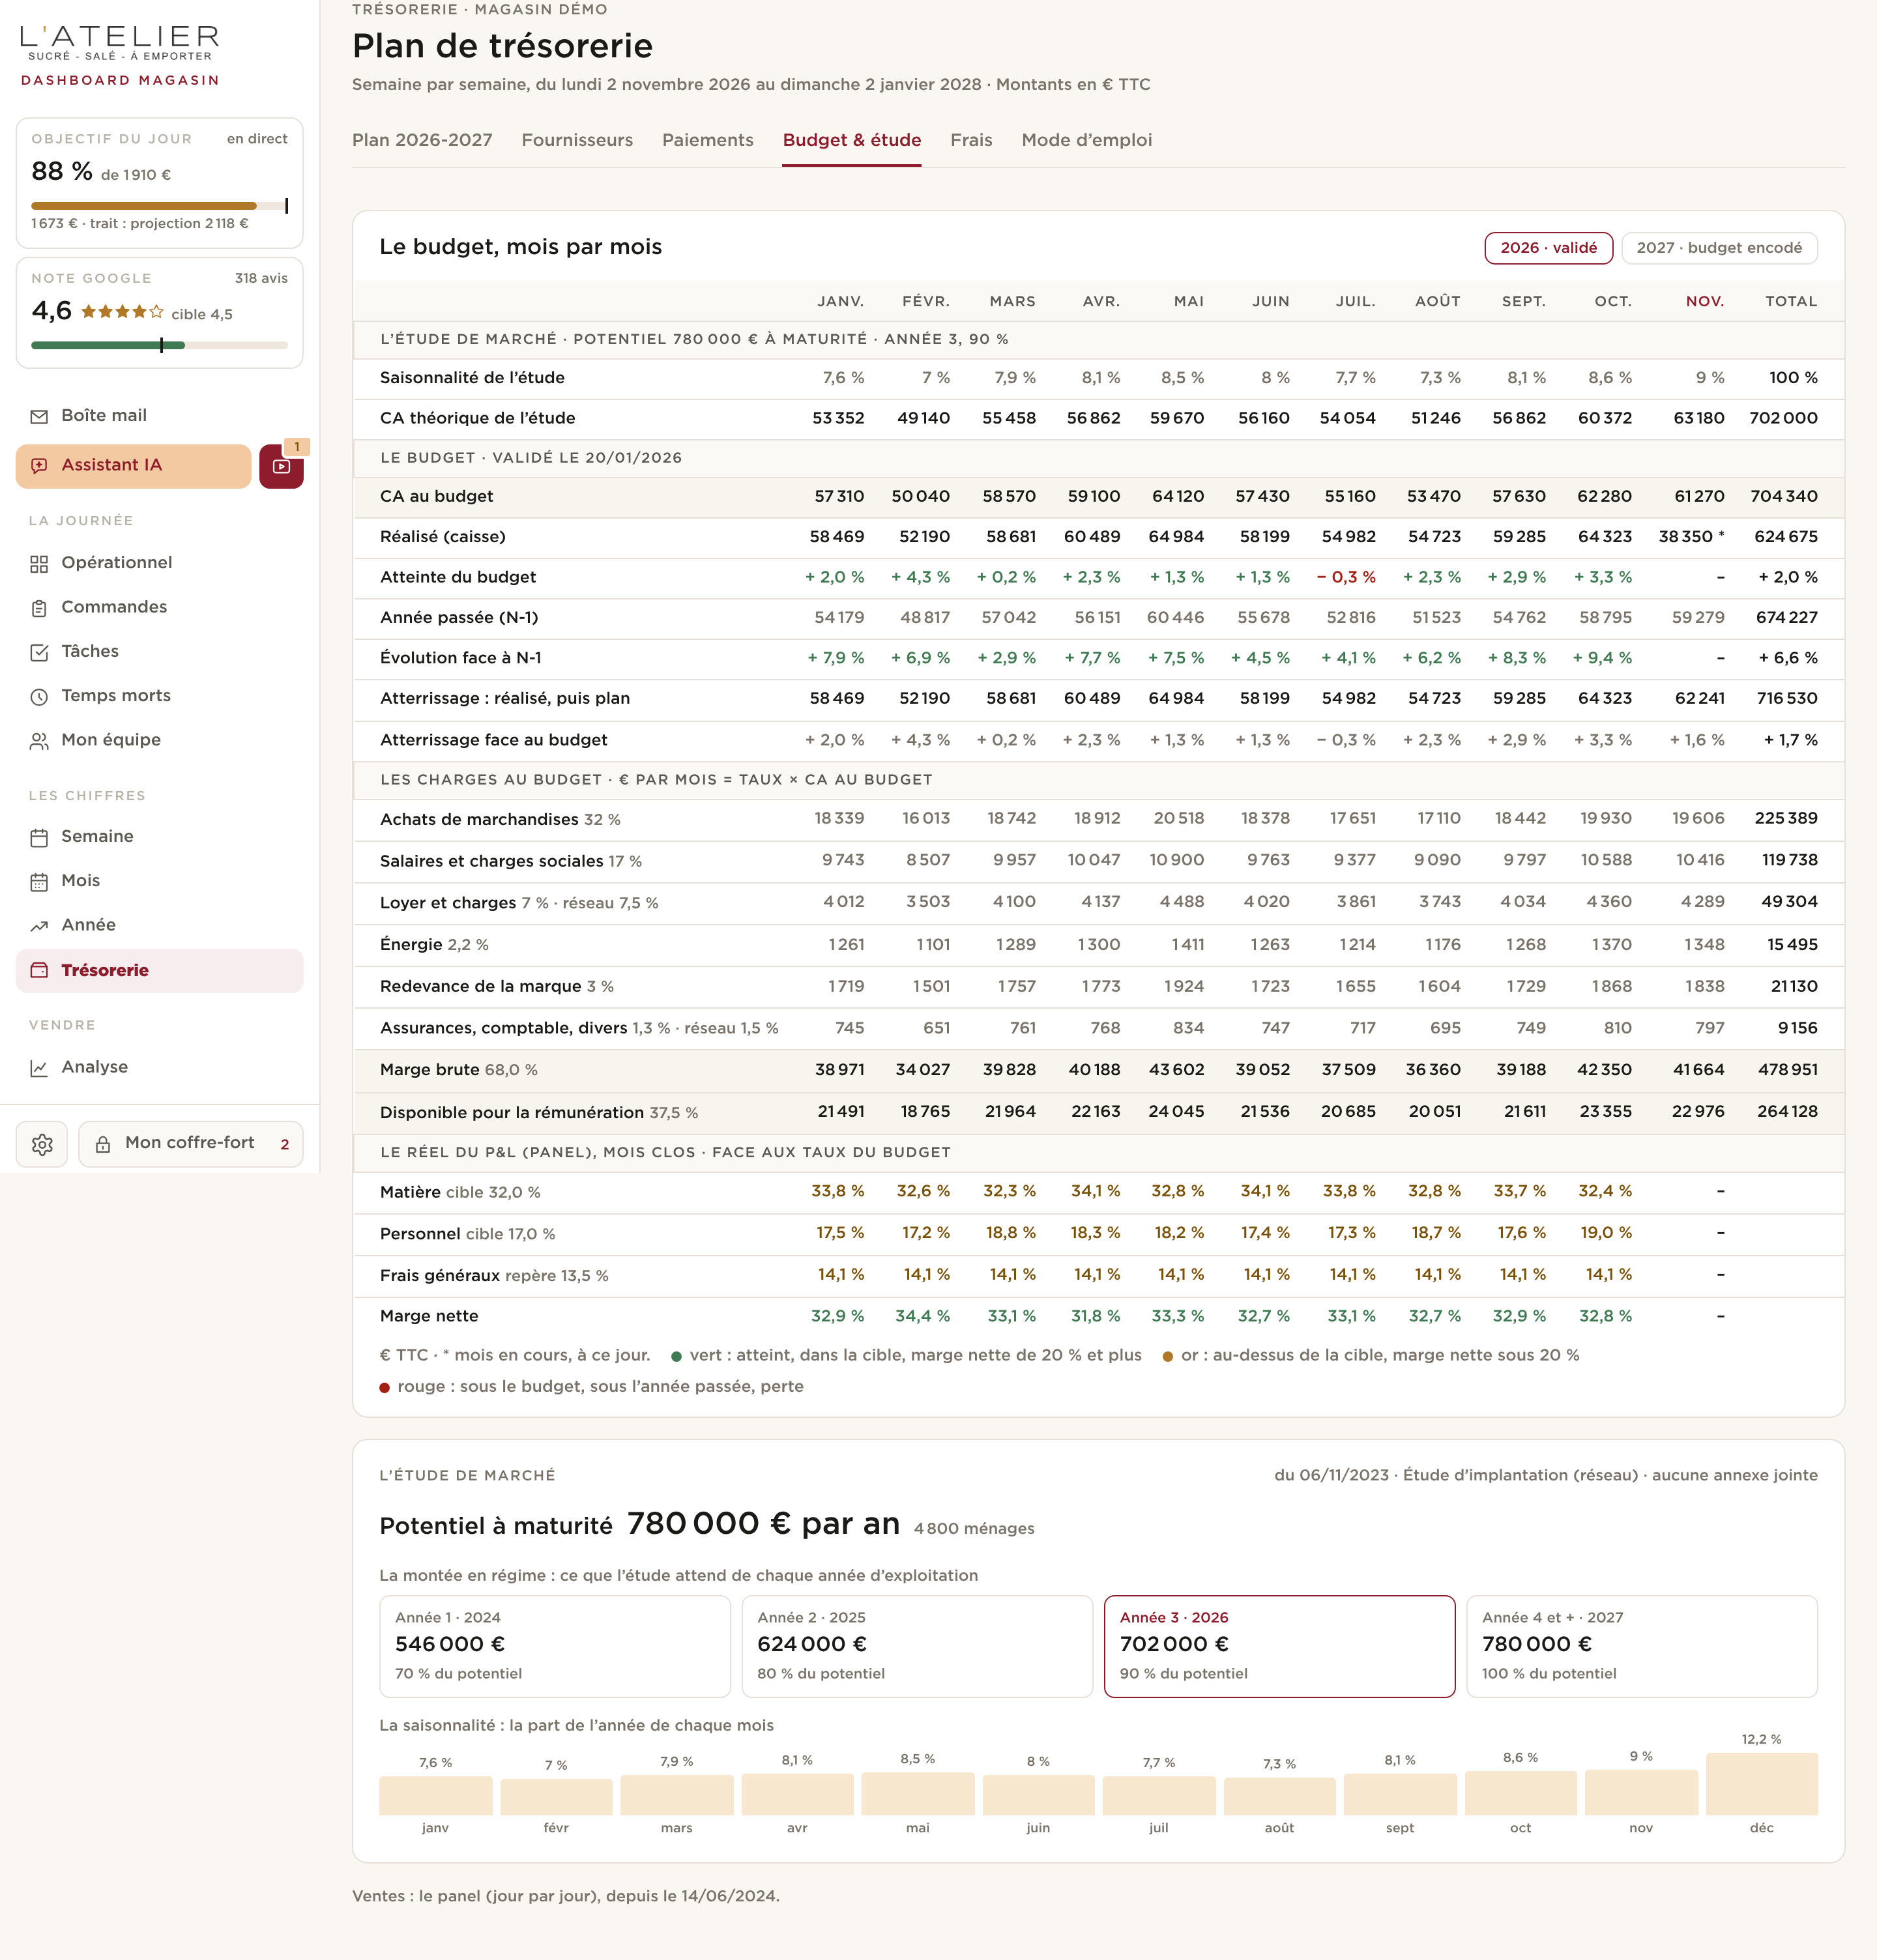 L'ATELIER
SUCRÉ - SALÉ - À EMPORTER
DASHBOARD MAGASIN
OBJECTIF DU JOUR en direct
88 % de 1 910 €
1 673 € · trait : projection 2 118 €
NOTE GOOGLE 318 avis
4,6 cible 4,5
Boîte mail
Assistant IA 1
LA JOURNÉE
Opérationnel
Commandes
Tâches
Temps morts
Mon équipe
LES CHIFFRES
Semaine
Mois
Année
Trésorerie
VENDRE
Analyse
Mon coffre-fort 2
TRÉSORERIE · MAGASIN DÉMO
Plan de trésorerie
Semaine par semaine, du lundi 2 novembre 2026 au dimanche 2 janvier 2028 · Montants en € TTC
Plan 2026-2027 Fournisseurs Paiements Budget & étude Frais Mode d’emploi
Le budget, mois par mois 2026 · validé 2027 · budget encodé
JANV. FÉVR. MARS AVR. MAI JUIN JUIL. AOÛT SEPT. OCT. NOV. TOTAL
L’ÉTUDE DE MARCHÉ · POTENTIEL 780 000 € À MATURITÉ · ANNÉE 3, 90 %
Saisonnalité de l’étude 7,6 % 7 % 7,9 % 8,1 % 8,5 % 8 % 7,7 % 7,3 % 8,1 % 8,6 % 9 % 100 %
CA théorique de l’étude 53 352 49 140 55 458 56 862 59 670 56 160 54 054 51 246 56 862 60 372 63 180 702 000
LE BUDGET · VALIDÉ LE 20/01/2026
CA au budget 57 310 50 040 58 570 59 100 64 120 57 430 55 160 53 470 57 630 62 280 61 270 704 340
Réalisé (caisse) 58 469 52 190 58 681 60 489 64 984 58 199 54 982 54 723 59 285 64 323 38 350 * 624 675
Atteinte du budget + 2,0 % + 4,3 % + 0,2 % + 2,3 % + 1,3 % + 1,3 % − 0,3 % + 2,3 % + 2,9 % + 3,3 % – + 2,0 %
Année passée (N-1) 54 179 48 817 57 042 56 151 60 446 55 678 52 816 51 523 54 762 58 795 59 279 674 227
Évolution face à N-1 + 7,9 % + 6,9 % + 2,9 % + 7,7 % + 7,5 % + 4,5 % + 4,1 % + 6,2 % + 8,3 % + 9,4 % – + 6,6 %
Atterrissage : réalisé, puis plan 58 469 52 190 58 681 60 489 64 984 58 199 54 982 54 723 59 285 64 323 62 241 716 530
Atterrissage face au budget + 2,0 % + 4,3 % + 0,2 % + 2,3 % + 1,3 % + 1,3 % − 0,3 % + 2,3 % + 2,9 % + 3,3 % + 1,6 % + 1,7 %
LES CHARGES AU BUDGET · € PAR MOIS = TAUX × CA AU BUDGET
Achats de marchandises 32 % 18 339 16 013 18 742 18 912 20 518 18 378 17 651 17 110 18 442 19 930 19 606 225 389
Salaires et charges sociales 17 % 9 743 8 507 9 957 10 047 10 900 9 763 9 377 9 090 9 797 10 588 10 416 119 738
Loyer et charges 7 % · réseau 7,5 % 4 012 3 503 4 100 4 137 4 488 4 020 3 861 3 743 4 034 4 360 4 289 49 304
Énergie 2,2 % 1 261 1 101 1 289 1 300 1 411 1 263 1 214 1 176 1 268 1 370 1 348 15 495
Redevance de la marque 3 % 1 719 1 501 1 757 1 773 1 924 1 723 1 655 1 604 1 729 1 868 1 838 21 130
Assurances, comptable, divers 1,3 % · réseau 1,5 % 745 651 761 768 834 747 717 695 749 810 797 9 156
Marge brute 68,0 % 38 971 34 027 39 828 40 188 43 602 39 052 37 509 36 360 39 188 42 350 41 664 478 951
Disponible pour la rémunération 37,5 % 21 491 18 765 21 964 22 163 24 045 21 536 20 685 20 051 21 611 23 355 22 976 264 128
LE RÉEL DU P&L (PANEL), MOIS CLOS · FACE AUX TAUX DU BUDGET
Matière cible 32,0 % 33,8 % 32,6 % 32,3 % 34,1 % 32,8 % 34,1 % 33,8 % 32,8 % 33,7 % 32,4 % –
Personnel cible 17,0 % 17,5 % 17,2 % 18,8 % 18,3 % 18,2 % 17,4 % 17,3 % 18,7 % 17,6 % 19,0 % –
Frais généraux repère 13,5 % 14,1 % 14,1 % 14,1 % 14,1 % 14,1 % 14,1 % 14,1 % 14,1 % 14,1 % 14,1 % –
Marge nette 32,9 % 34,4 % 33,1 % 31,8 % 33,3 % 32,7 % 33,1 % 32,7 % 32,9 % 32,8 % –
€ TTC · * mois en cours, à ce jour. vert : atteint, dans la cible, marge nette de 20 % et plus or : au-dessus de la cible, marge nette sous 20 %
rouge : sous le budget, sous l’année passée, perte
L’ÉTUDE DE MARCHÉ du 06/11/2023 · Étude d’implantation (réseau) · aucune annexe jointe
Potentiel à maturité 780 000 € par an 4 800 ménages
La montée en régime : ce que l’étude attend de chaque année d’exploitation
Année 1 · 2024 Année 2 · 2025 Année 3 · 2026 Année 4 et + · 2027
546 000 € 624 000 € 702 000 € 780 000 €
70 % du potentiel 80 % du potentiel 90 % du potentiel 100 % du potentiel
La saisonnalité : la part de l’année de chaque mois
7,6 % 7 % 7,9 % 8,1 % 8,5 % 8 % 7,7 % 7,3 % 8,1 % 8,6 % 9 % 12,2 %
janv févr mars avr mai juin juil août sept oct nov déc
Ventes : le panel (jour par jour), depuis le 14/06/2024.